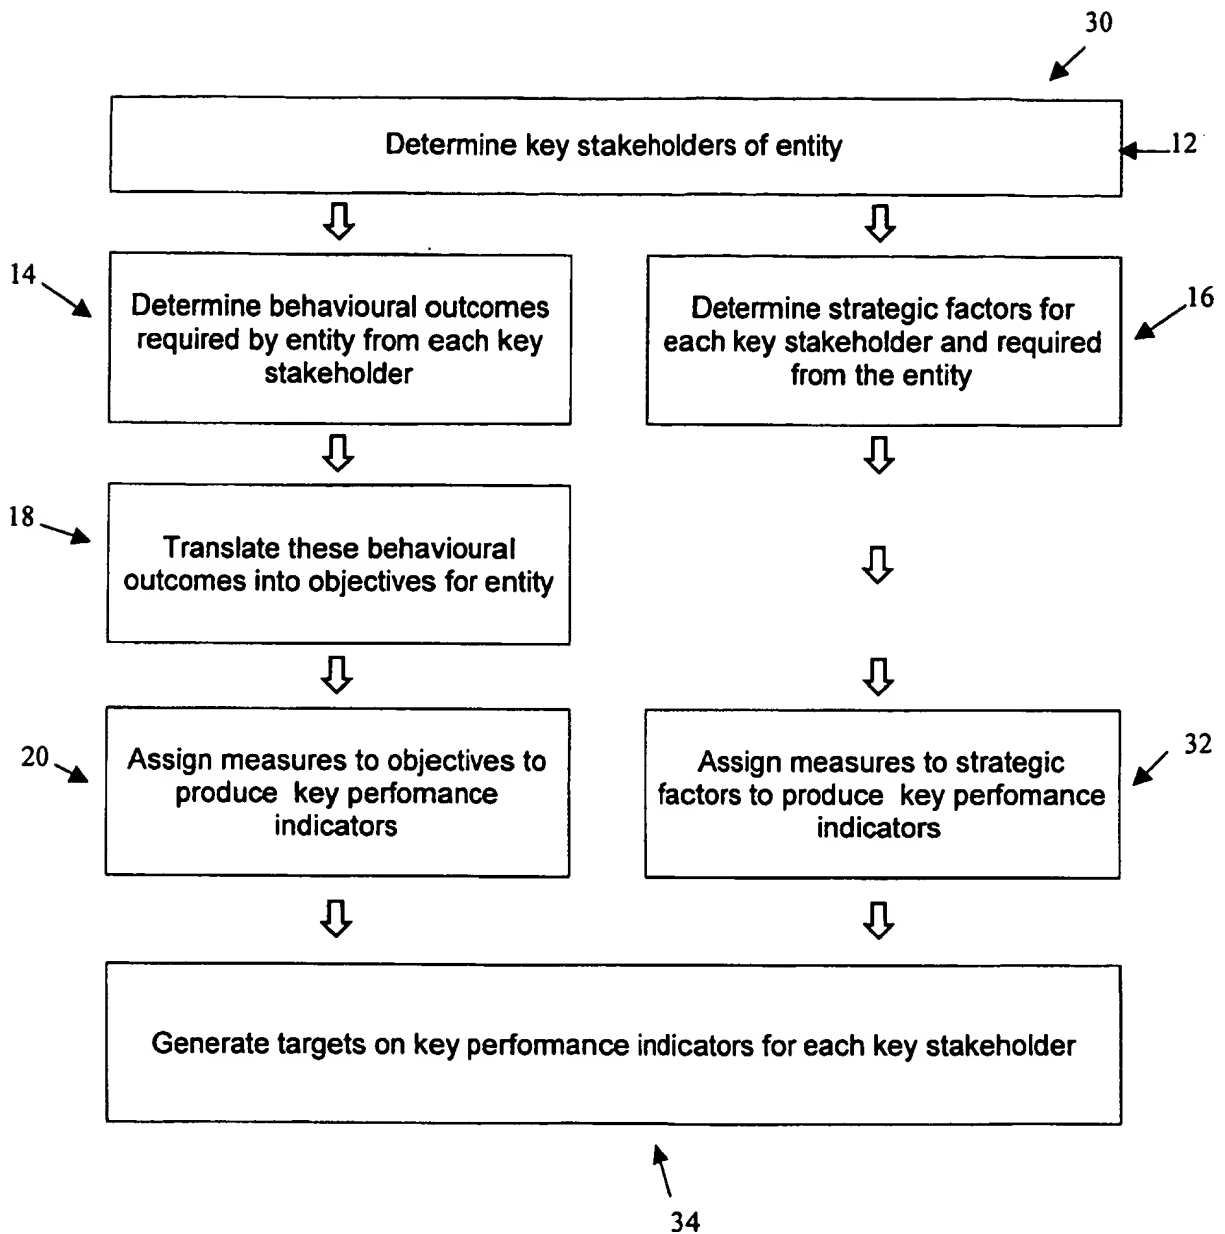 30
Determine key stakeholders of entity
12
14
Determine behavioural outcomes
required by entity from each key
stakeholder
Determine strategic factors for
each key stakeholder and required
from the entity
16
18
Translate these behavioural
outcomes into objectives for entity
20
Assign measures to objectives to
produce key perfomance
indicators
Assign measures to strategic
factors to produce key perfomance
indicators
32
Generate targets on key performance indicators for each key stakeholder
34